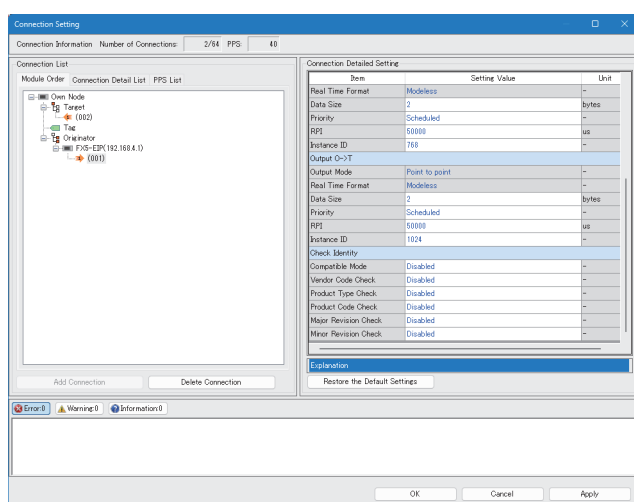 Connection Setting
Connection Information Number of Connections: 2/64 PPS: 40
Connection List
Module Order Connection Detail List PPS List
Own Node
Target
(002)
Tag
Originator
FX5-EIP(192.168.4.1)
(001)
Add Connection Delete Connection
Connection Detailed Setting
Item Setting Value Unit
Real Time Format Modeless -
Data Size 2 bytes
Priority Scheduled -
RPI 50000 us
Instance ID 768 -
Output O->T
Output Mode Point to point -
Real Time Format Modeless -
Data Size 2 bytes
Priority Scheduled -
RPI 50000 us
Instance ID 1024 -
Check Identity
Compatible Mode Disabled -
Vendor Code Check Disabled -
Product Type Check Disabled -
Product Code Check Disabled -
Major Revision Check Disabled -
Minor Revision Check Disabled -
Explanation
Restore the Default Settings
Error:0 Warning:0 Information:0
OK Cancel Apply